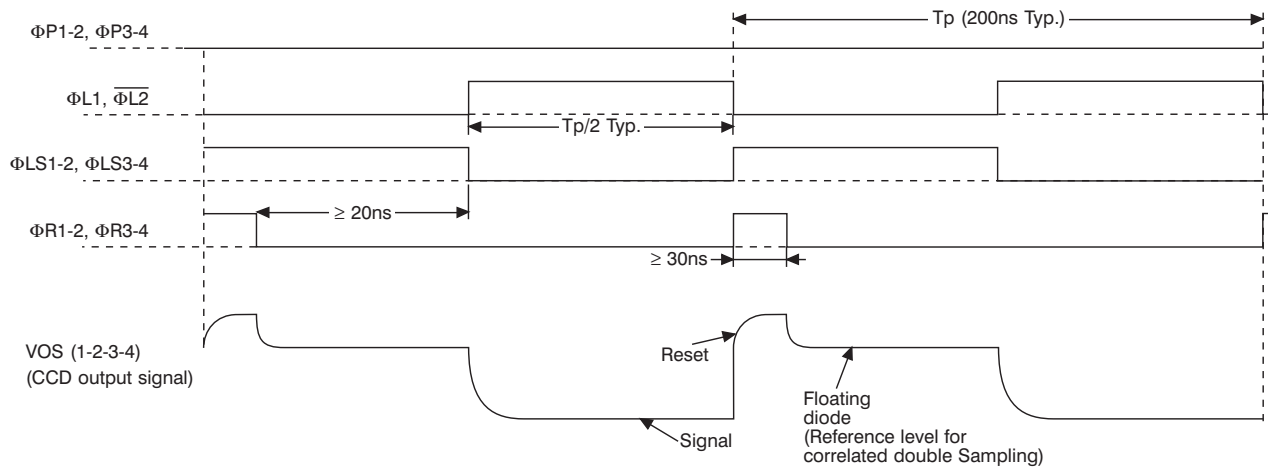 Tp (200ns Typ.)
ΦP1-2, ΦP3-4
ΦL1, Φ̅L̅2̅
Tp/2 Typ.
ΦLS1-2, ΦLS3-4
≥ 20ns
ΦR1-2, ΦR3-4
≥ 30ns
VOS (1-2-3-4)
(CCD output signal)
Reset
Signal
Floating
diode
(Reference level for
correlated double Sampling)